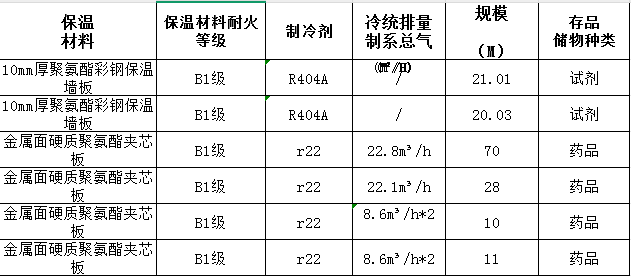 保温
材料
保温材料耐火
等级
制冷剂
冷统排量
制系总气
(m³/H)
规模
(M)
存品
储物种类
10mm厚聚氨酯彩钢保温
墙板
B1级
R404A
/
21.01
试剂
10mm厚聚氨酯彩钢保温
墙板
B1级
R404A
/
20.03
试剂
金属面硬质聚氨酯夹芯
板
B1级
r22
22.8m³/h
70
药品
金属面硬质聚氨酯夹芯
板
B1级
r22
22.1m³/h
28
药品
金属面硬质聚氨酯夹芯
板
B1级
r22
8.6m³/h*2
10
药品
金属面硬质聚氨酯夹芯
板
B1级
r22
8.6m³/h*2
11
药品